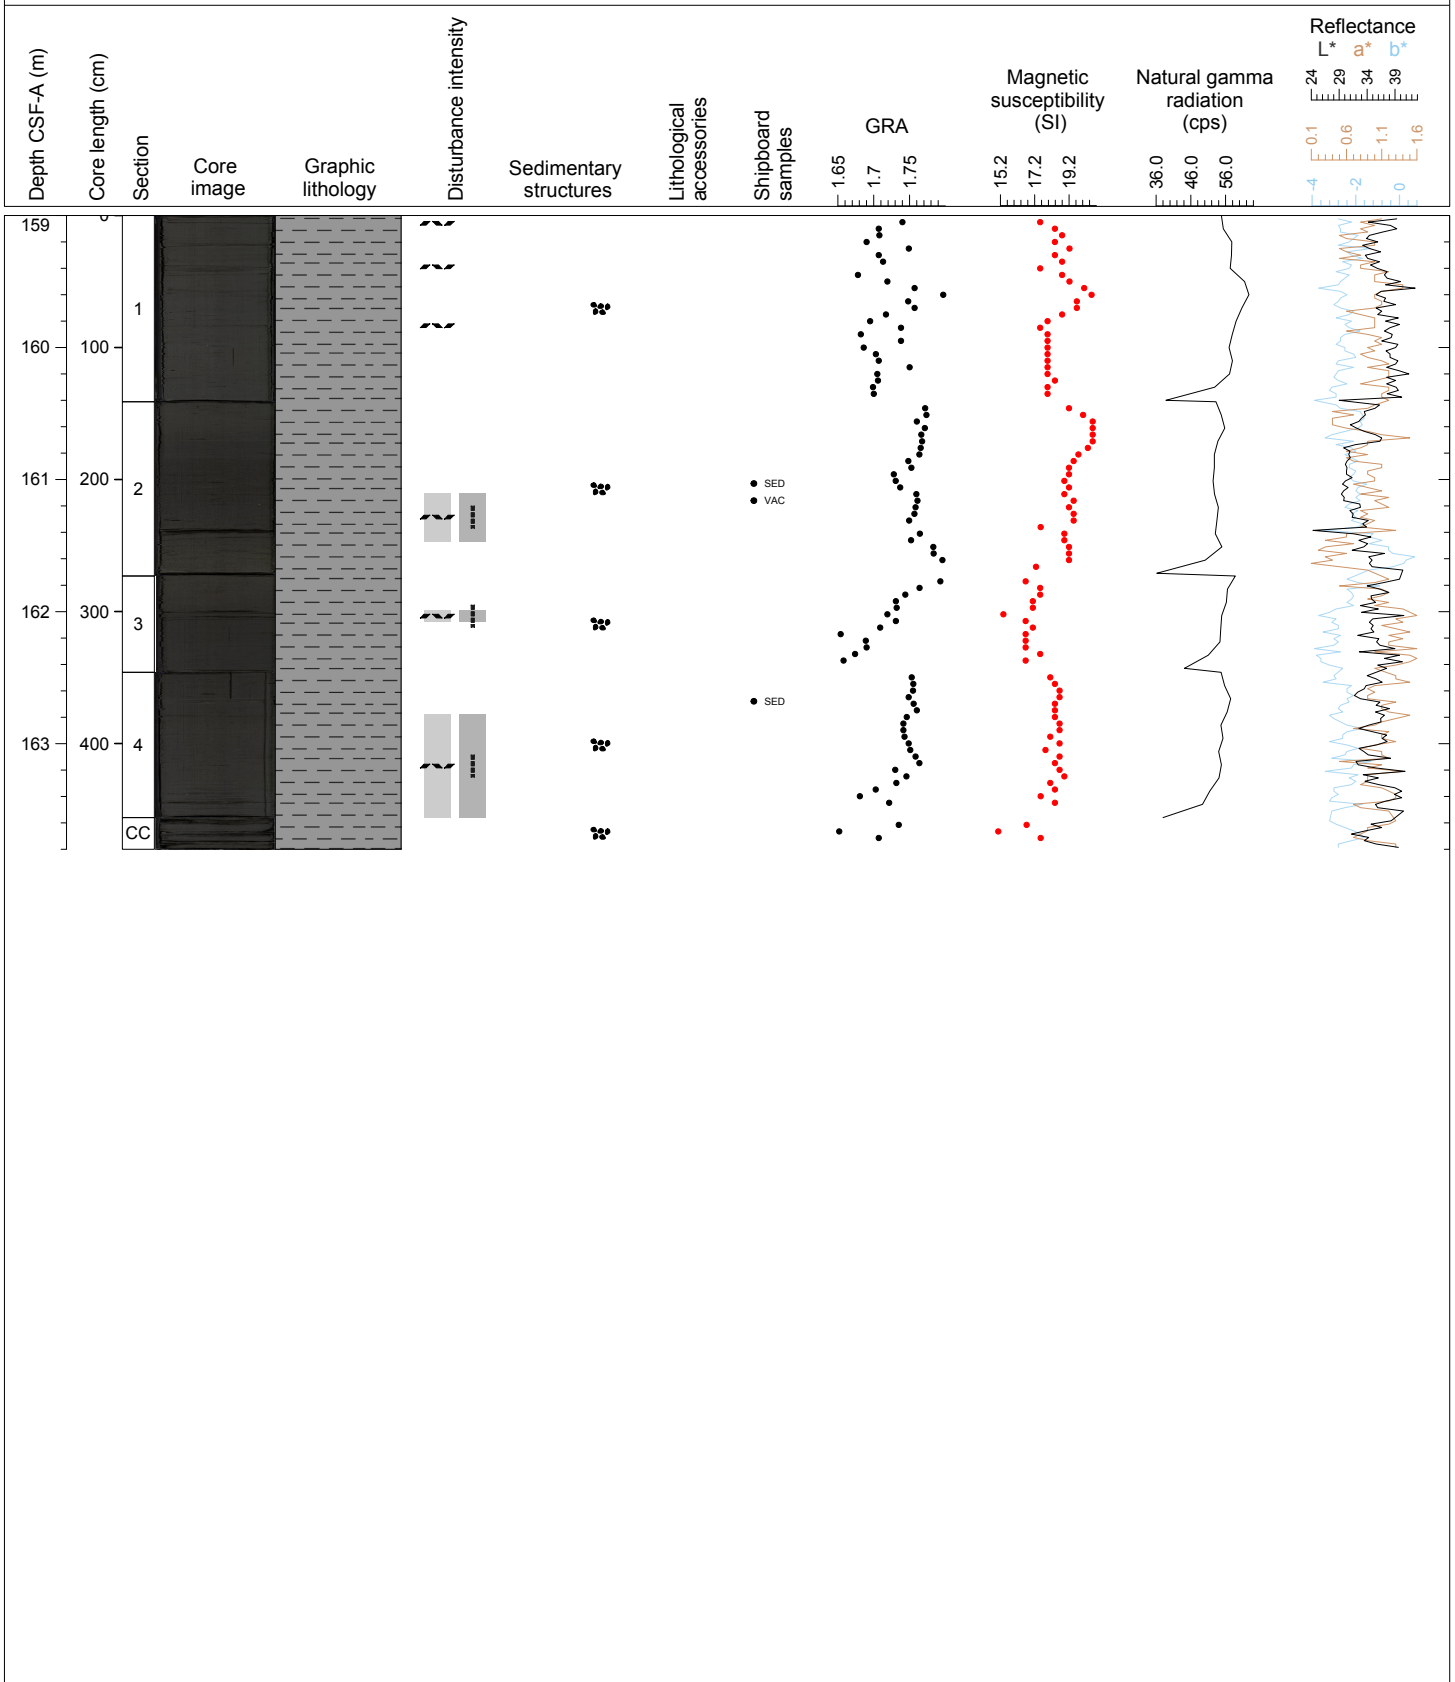 Depth CSF-A (m)
Core length (cm)
Section
Core
image
Graphic
lithology
Disturbance intensity
Sedimentary
structures
Lithological
accessories
Shipboard
samples
GRA
1.65
1.7
1.75
Magnetic
susceptibility
(SI)
15.2
17.2
19.2
Natural gamma
radiation
(cps)
36.0
46.0
56.0
Reflectance
L* a* b*
24
29
34
39
0.1
0.6
1.1
1.6
-4
-2
0
159
0
1
160
100
161
200
2
SED
VAC
162
300
3
SED
163
400
4
CC